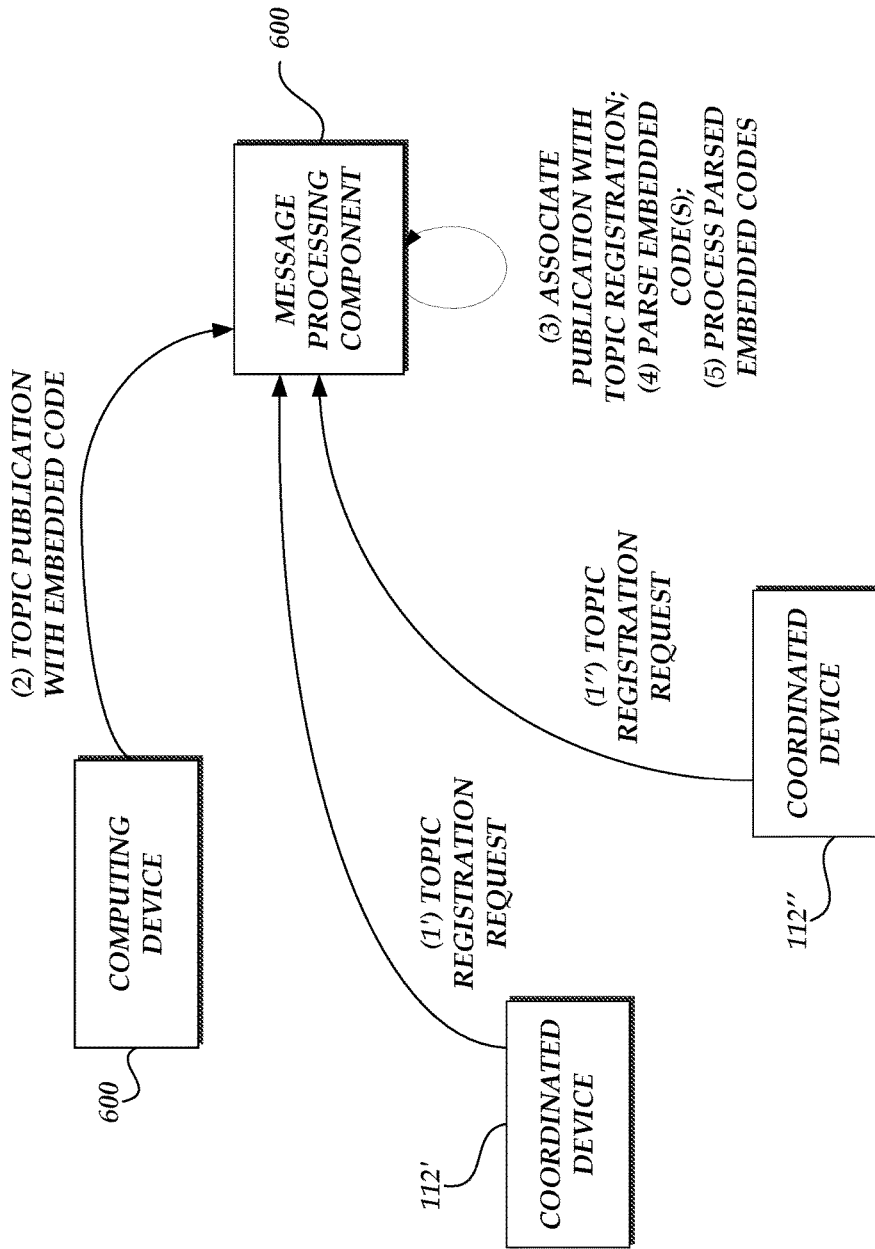 (2) TOPIC PUBLICATION
WITH EMBEDDED CODE
COMPUTING
DEVICE
600
MESSAGE
PROCESSING
COMPONENT
600
(3) ASSOCIATE
PUBLICATION WITH
TOPIC REGISTRATION;
(4) PARSE EMBEDDED
CODE(S);
(5) PROCESS PARSED
EMBEDDED CODES
(1') TOPIC
REGISTRATION
REQUEST
(1'') TOPIC
REGISTRATION
REQUEST
112'
COORDINATED
DEVICE
112''
COORDINATED
DEVICE